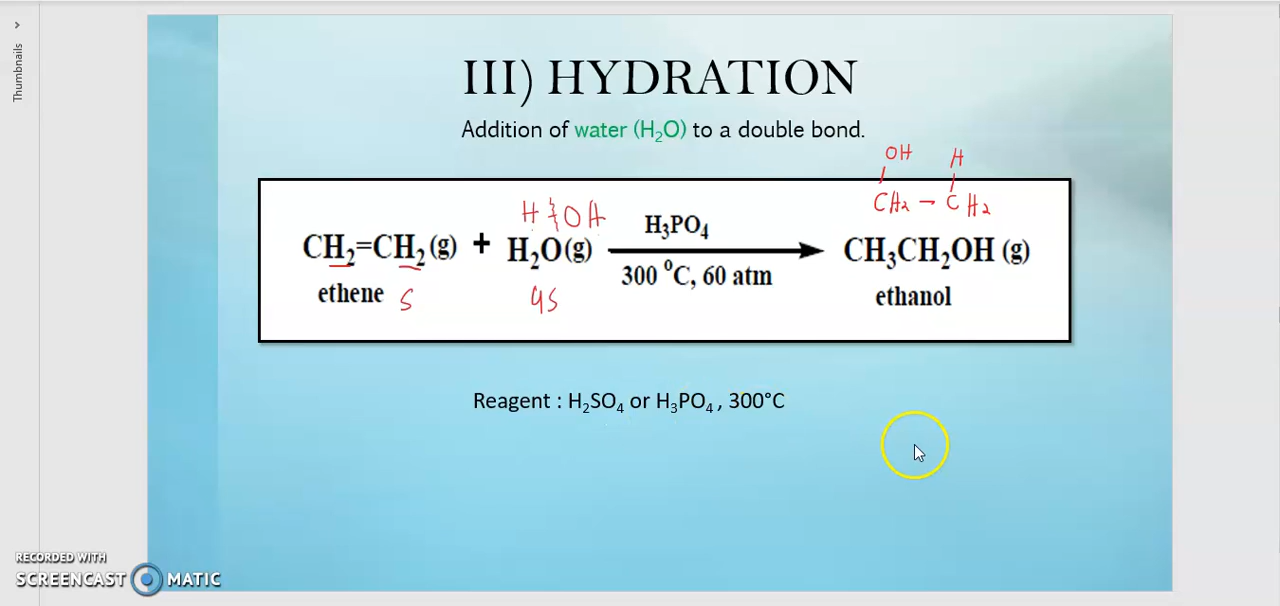 Thumbnails
III) HYDRATION
Addition of water (H₂O) to a double bond.
OH H
CH₂ – CH₂
H OH
CH₂=CH₂ (g) + H₂O (g) H₃PO₄ CH₃CH₂OH (g)
300 ⁰C, 60 atm
ethene ethanol
Reagent : H₂SO₄ or H₃PO₄ , 300°C
RECORDED WITH
SCREENCAST MATIC